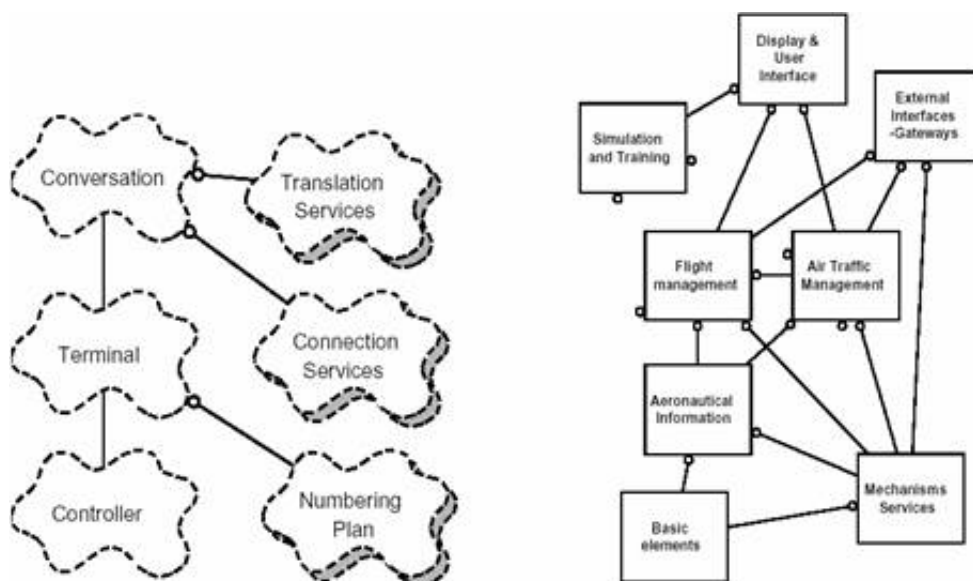 Conversation
Translation
Services
Terminal
Connection
Services
Controller
Numbering
Plan
Display &
User
Interface
External
Interfaces
-Gateways
Simulation
and Training
Flight
management
Air Traffic
Management
Aeronautical
Information
Mechanisms
Services
Basic
elements